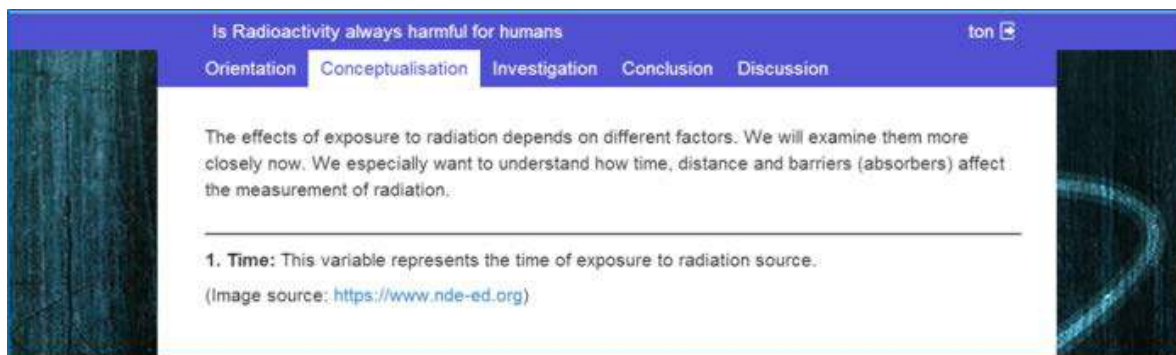 Is Radioactivity always harmful for humans ton
Orientation Conceptualisation Investigation Conclusion Discussion
The effects of exposure to radiation depends on different factors. We will examine them more
closely now. We especially want to understand how time, distance and barriers (absorbers) affect
the measurement of radiation.
1. Time: This variable represents the time of exposure to radiation source.
(Image source: https://www.nde-ed.org)